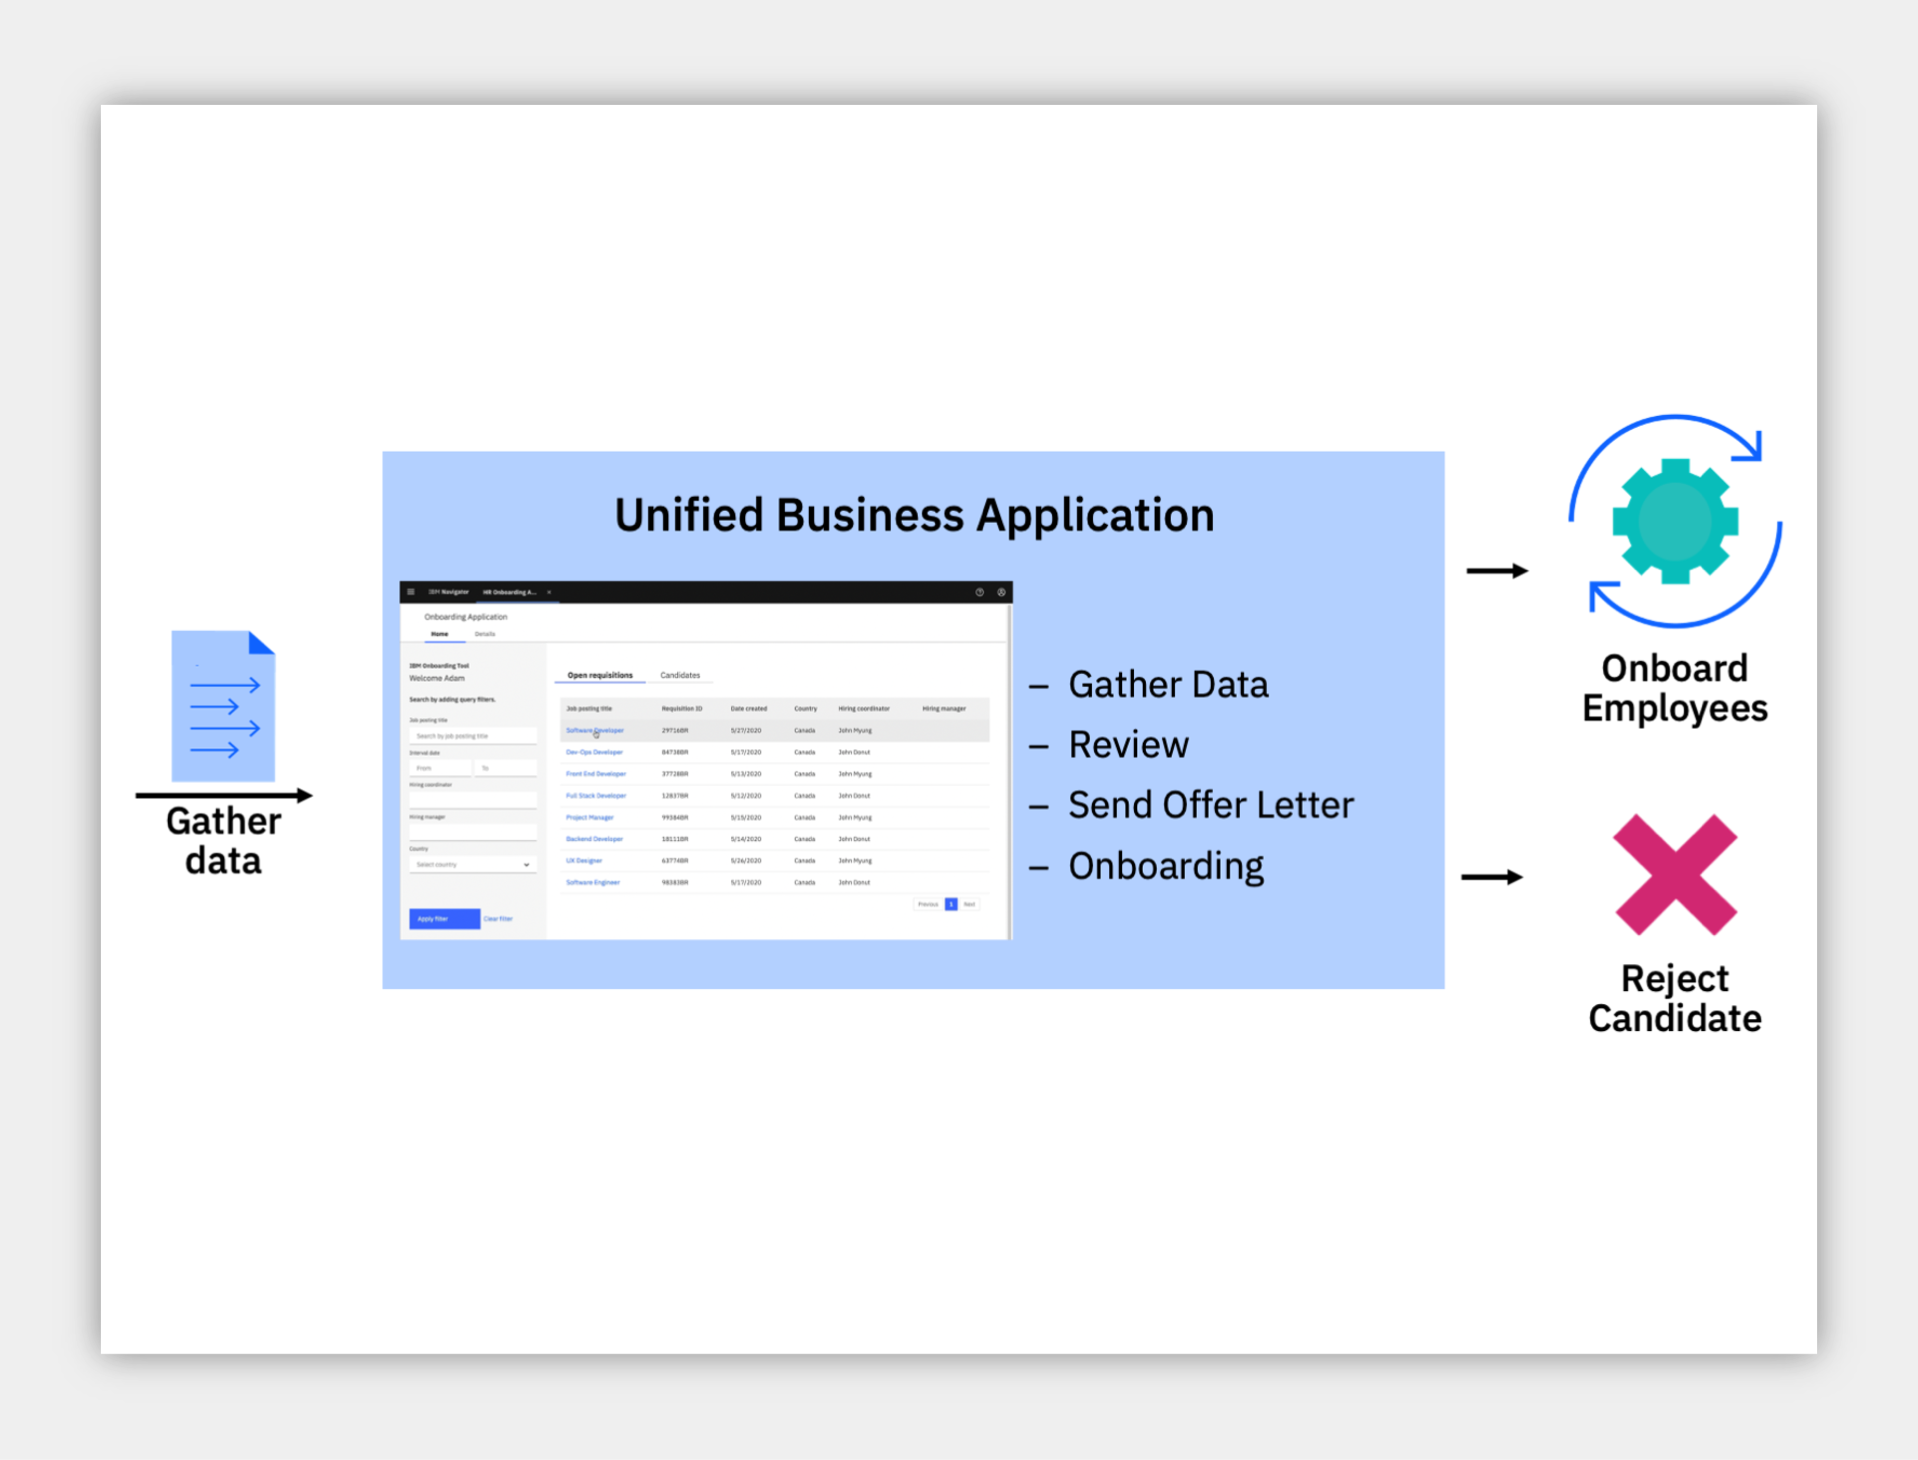 Unified Business Application
IBM Navigator HR Onboarding A...
Onboarding Application
Home Details
IBM Onboarding Tool
Welcome Adam
Search by adding query filters.
Job posting title
Search by job posting title
Interval date
From To
Hiring coordinator
Hiring manager
Country
Select country
Apply filter Clear filter
Open requisitions Candidates
Job posting title Requisition ID Date created Country Hiring coordinator Hiring manager
Software Developer 29716BR 5/27/2020 Canada John Myung
Dev-Ops Developer 84738BR 5/17/2020 Canada John Donut
Front End Developer 37728BR 5/13/2020 Canada John Myung
Full Stack Developer 12837BR 5/12/2020 Canada John Donut
Project Manager 99384BR 5/15/2020 Canada John Myung
Backend Developer 18111BR 5/14/2020 Canada John Donut
UX Designer 63774BR 5/26/2020 Canada John Myung
Software Engineer 98383BR 5/17/2020 Canada John Donut
Previous 1 Next
– Gather Data
– Review
– Send Offer Letter
– Onboarding
Gather
data
Onboard
Employees
Reject
Candidate